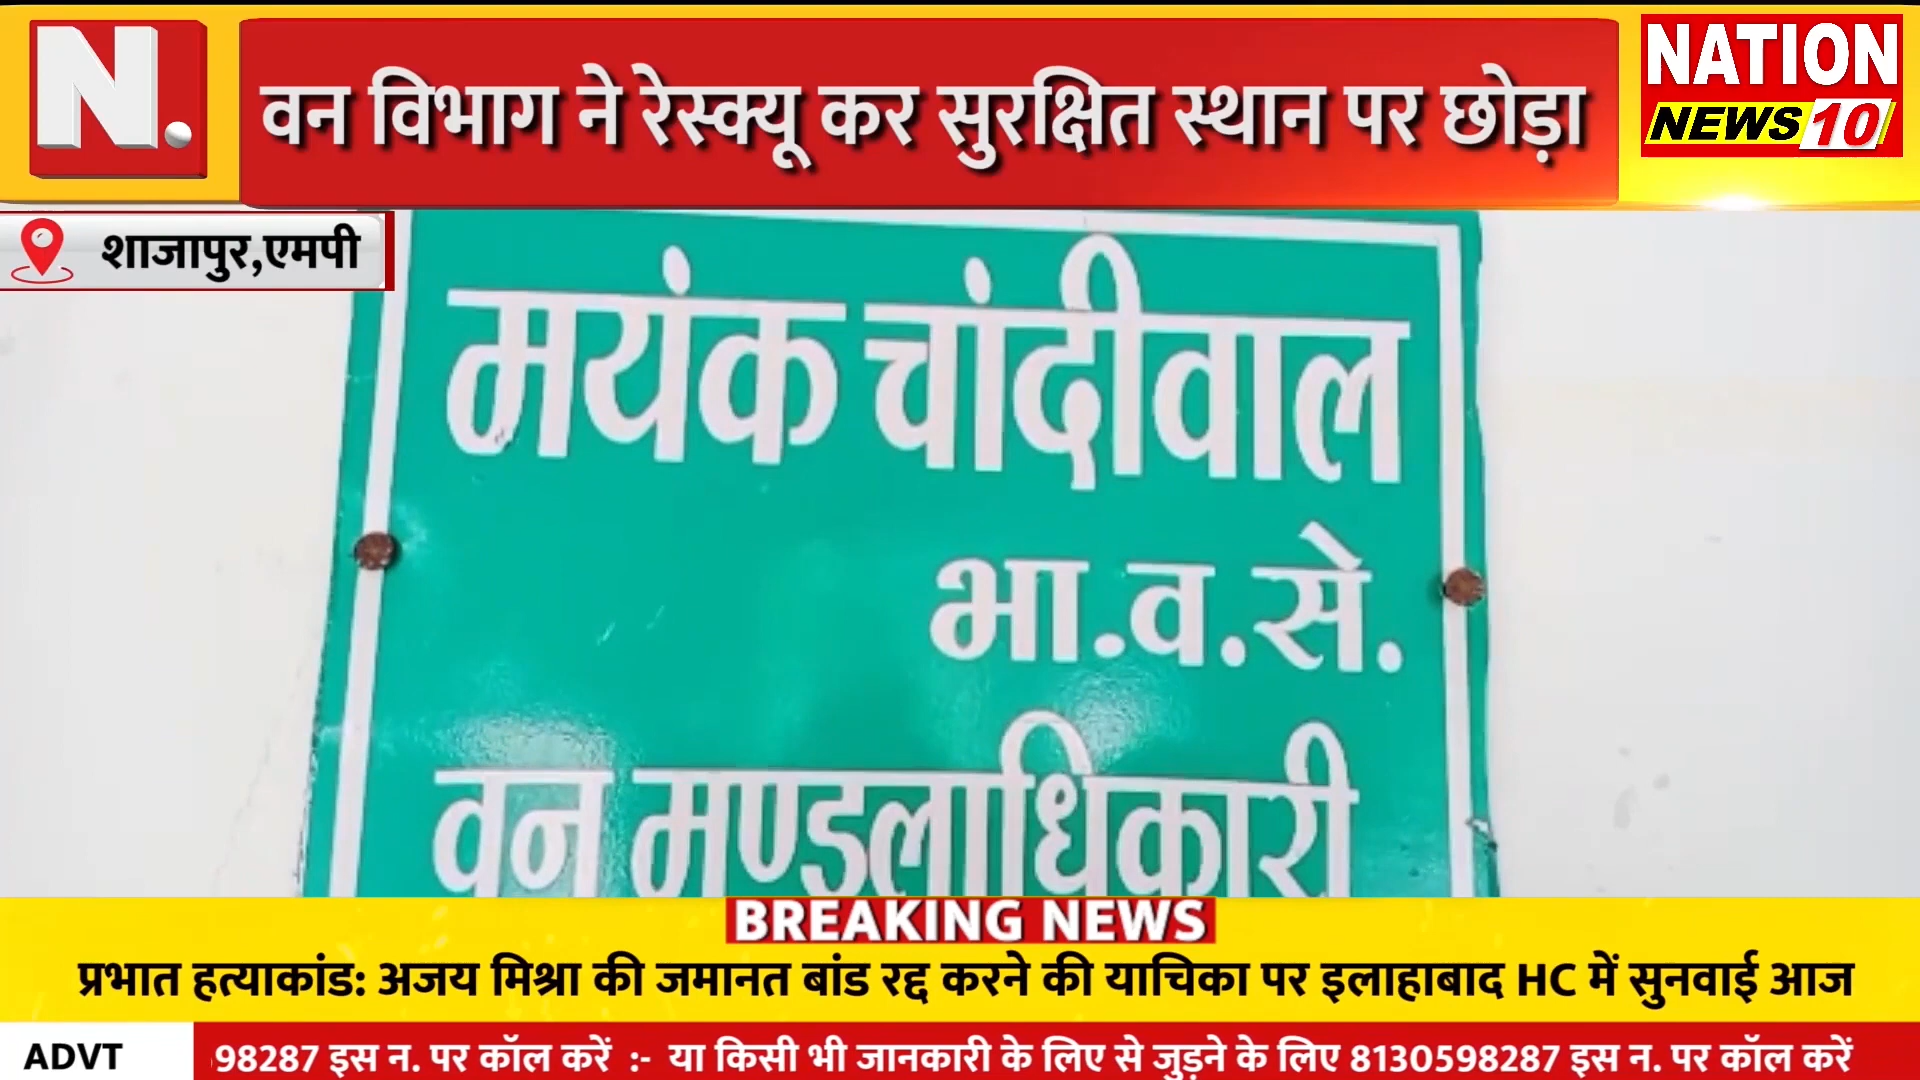 N.
वन विभाग ने रेस्क्यू कर सुरक्षित स्थान पर छोड़ा
NATION
NEWS 10
शाजापुर,एमपी
मयंक चांदीवाल
भा.व.से.
वन मण्डलाधिकारी
BREAKING NEWS
प्रभात हत्याकांड: अजय मिश्रा की जमानत बांड रद्द करने की याचिका पर इलाहाबाद HC में सुनवाई आज
ADVT
98287 इस न. पर कॉल करें :- या किसी भी जानकारी के लिए से जुड़ने के लिए 8130598287 इस न. पर कॉल करें